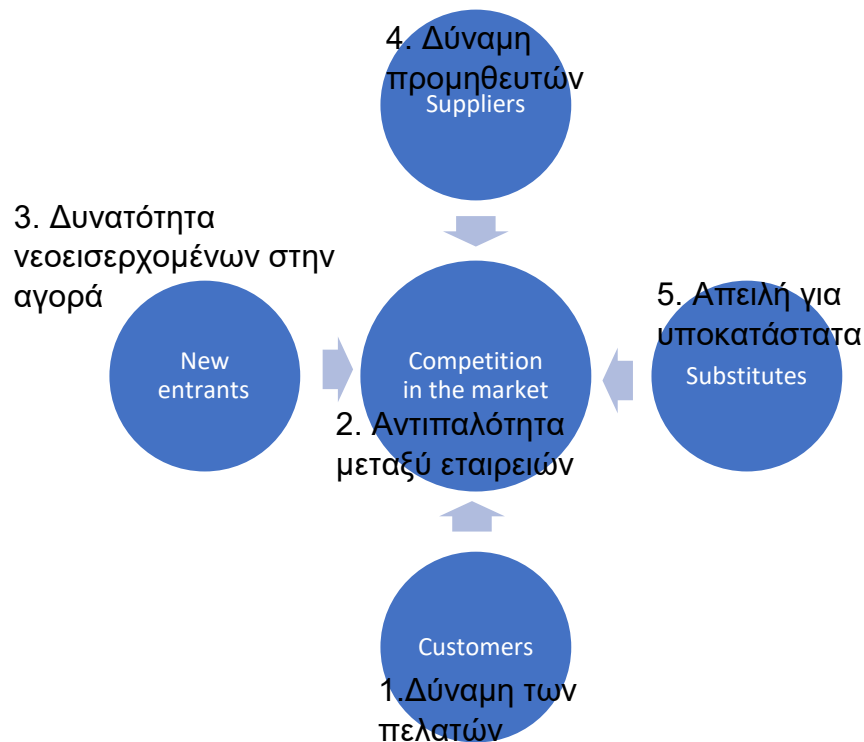 4. Δύναμη
προμηθευτών
Suppliers
3. Δυνατότητα
νεοεισερχομένων στην
αγορά
New
entrants
Competition
in the market
2. Αντιπαλότητα
μεταξύ εταιρειών
5. Απειλή για
υποκατάστατα
Substitutes
Customers
1.Δύναμη των
πελατών